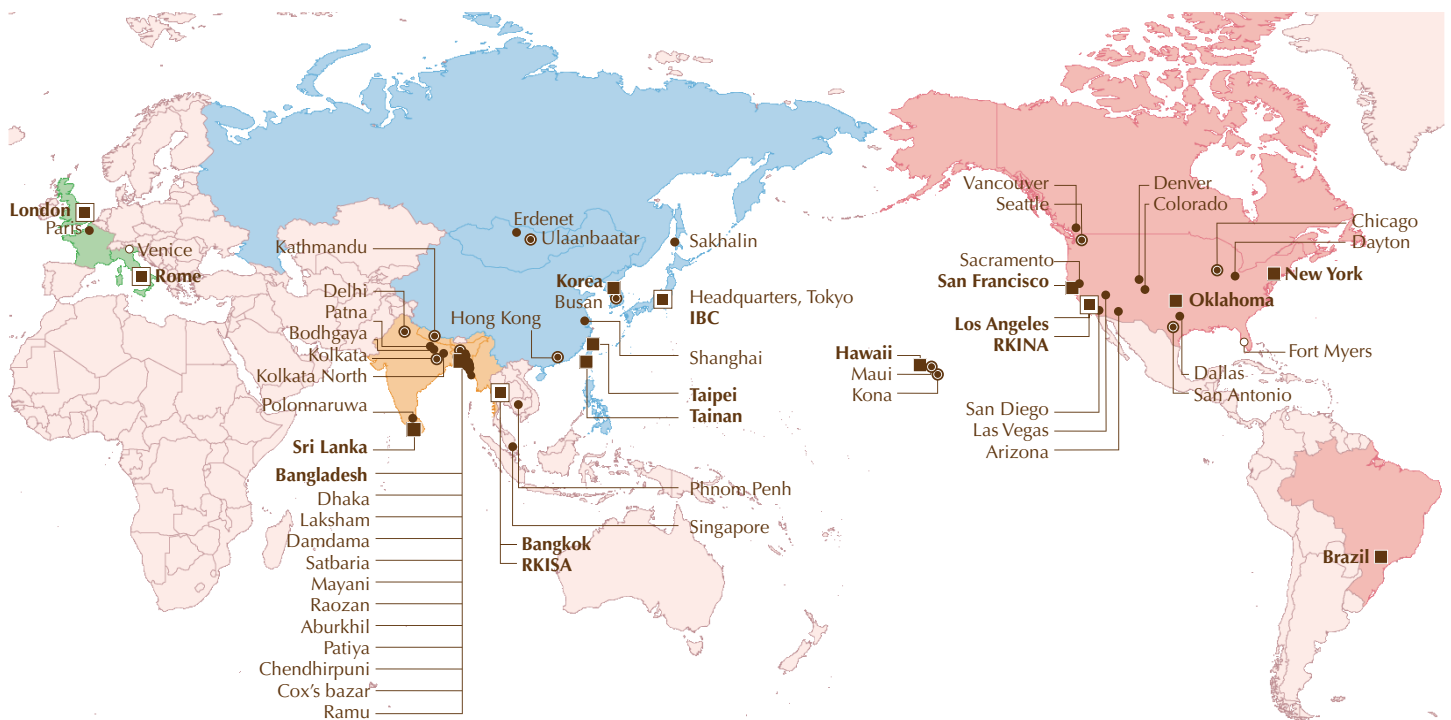 London
Paris
Venice
Rome
Kathmandu
Delhi
Patna
Bodhgaya
Kolkata
Kolkata North
Polonnaruwa
Sri Lanka
Bangladesh
Dhaka
Laksham
Damdama
Satbaria
Mayani
Raozan
Aburkhil
Patiya
Chendhirpuni
Cox's bazar
Ramu
Erdenet
Ulaanbaatar
Sakhalin
Korea
Busan
Hong Kong
Headquarters, Tokyo
IBC
Shanghai
Taipei
Tainan
Phnom Penh
Singapore
Bangkok
RKISA
Hawaii
Maui
Kona
Vancouver
Seattle
Sacramento
San Francisco
Los Angeles
RKINA
San Diego
Las Vegas
Arizona
Denver
Colorado
Chicago
Dayton
New York
Oklahoma
Fort Myers
Dallas
San Antonio
Brazil